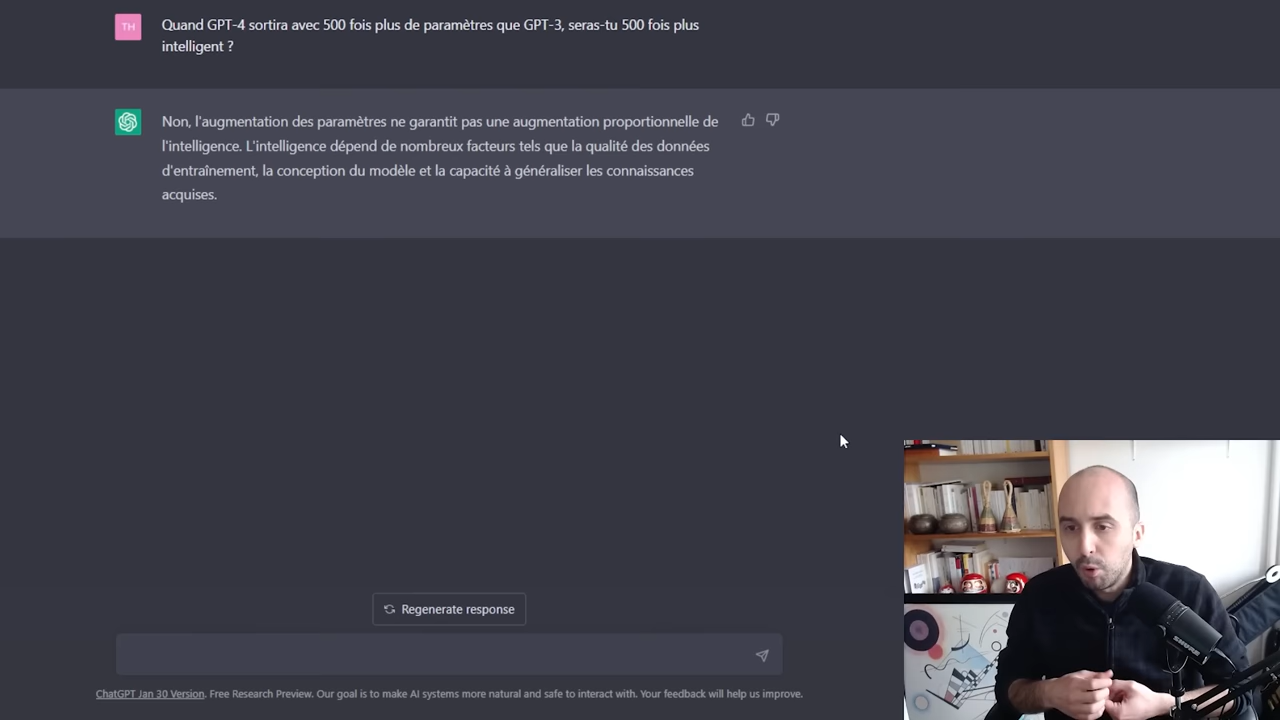 TH
Quand GPT-4 sortira avec 500 fois plus de paramètres que GPT-3, seras-tu 500 fois plus
intelligent ?
Non, l'augmentation des paramètres ne garantit pas une augmentation proportionnelle de
l'intelligence. L'intelligence dépend de nombreux facteurs tels que la qualité des données
d'entraînement, la conception du modèle et la capacité à généraliser les connaissances
acquises.
Regenerate response
ChatGPT Jan 30 Version. Free Research Preview. Our goal is to make AI systems more natural and safe to interact with. Your feedback will help us improve.
SHURE